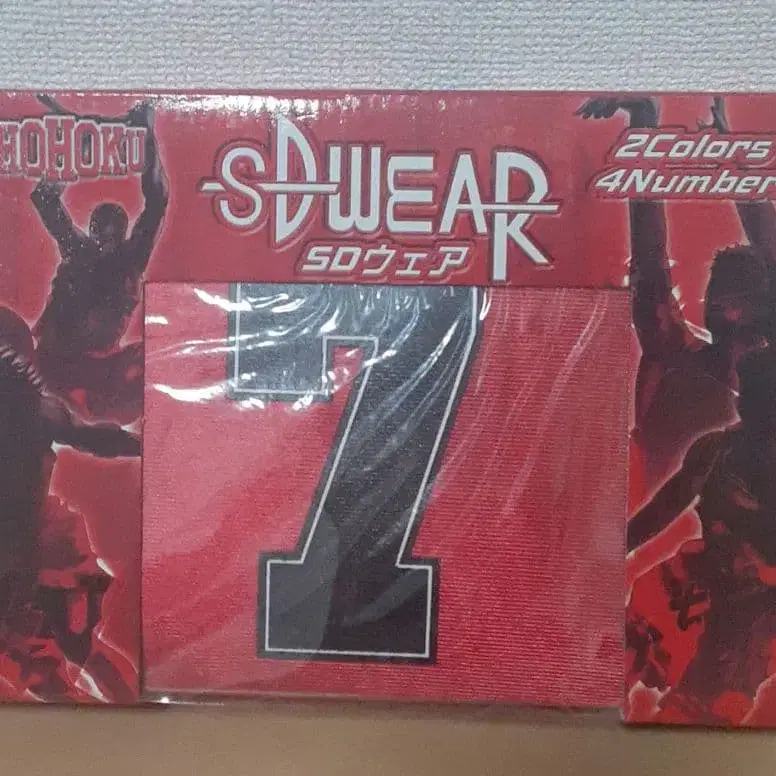 HOHOKU
SDWEAR
SDウェア
2Colors
4Number
7